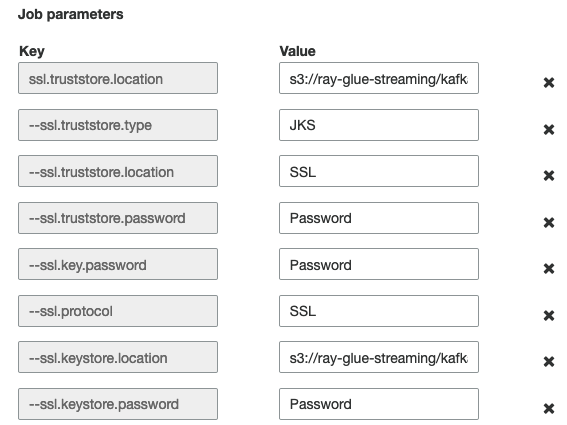 Job parameters
Key Value
ssl.truststore.location s3://ray-glue-streaming/kafk
--ssl.truststore.type JKS
--ssl.truststore.location SSL
--ssl.truststore.password Password
--ssl.key.password Password
--ssl.protocol SSL
--ssl.keystore.location s3://ray-glue-streaming/kafk
--ssl.keystore.password Password